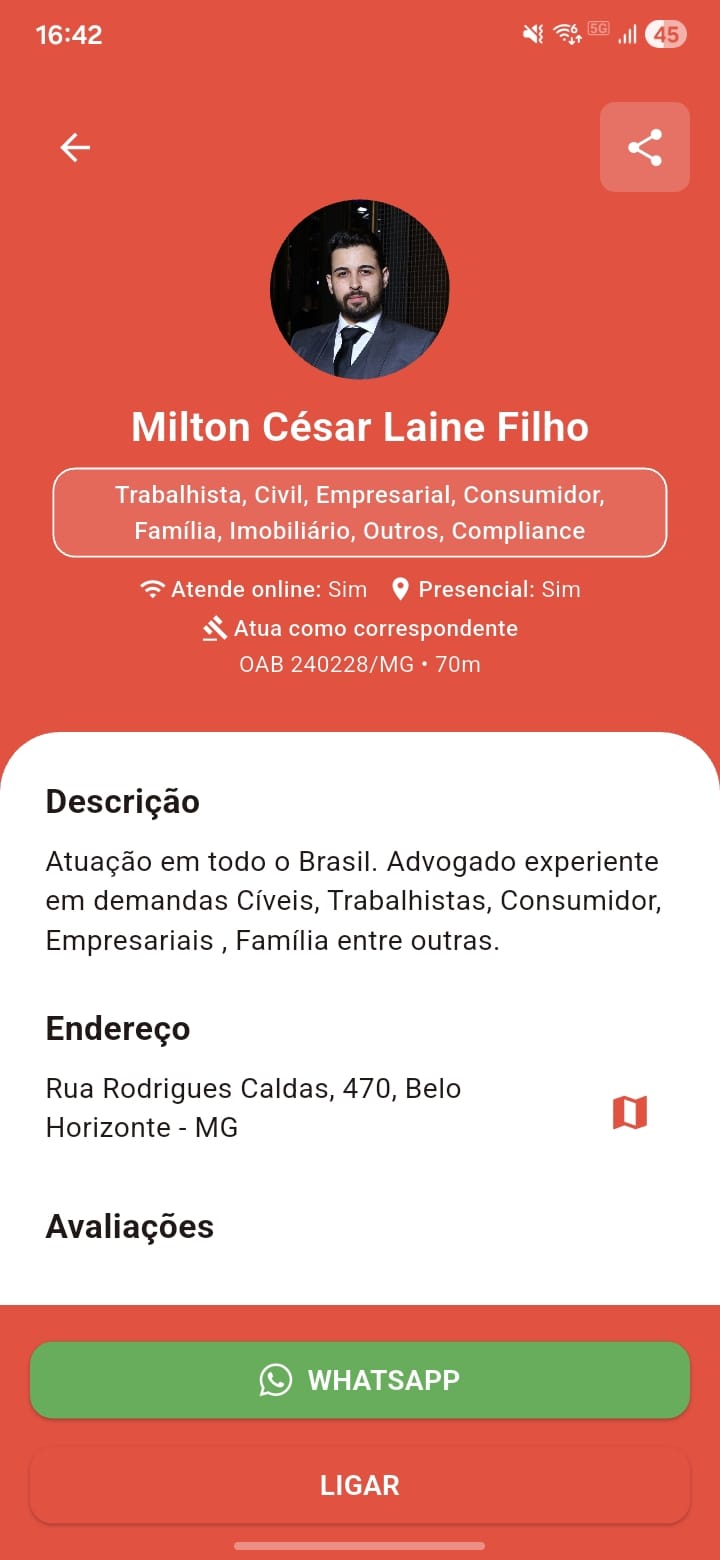 16:42
5G
45
Milton César Laine Filho
Trabalhista, Civil, Empresarial, Consumidor,
Família, Imobiliário, Outros, Compliance
Atende online: Sim Presencial: Sim
Atua como correspondente
OAB 240228/MG • 70m
Descrição
Atuação em todo o Brasil. Advogado experiente
em demandas Cíveis, Trabalhistas, Consumidor,
Empresariais , Família entre outras.
Endereço
Rua Rodrigues Caldas, 470, Belo
Horizonte - MG
Avaliações
WHATSAPP
LIGAR